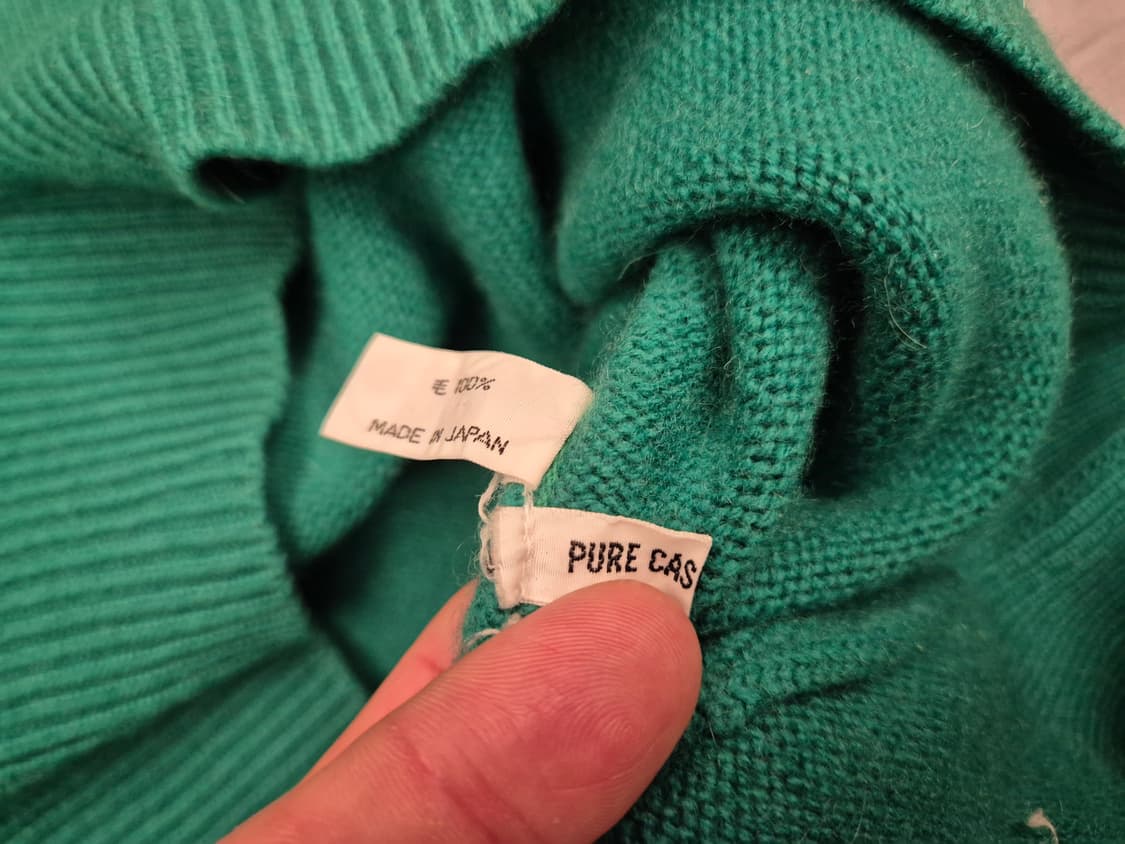 毛 100%
MADE IN JAPAN
PURE CAS